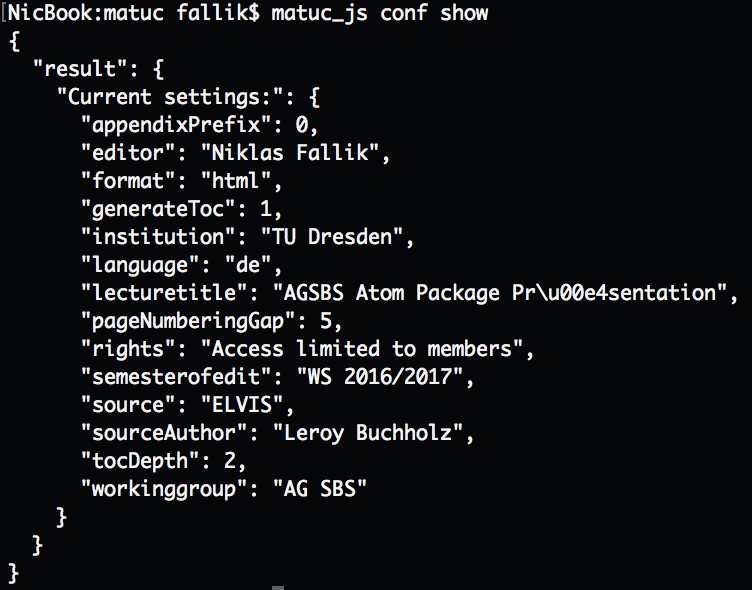 [NicBook:matuc fallik$ matuc_js conf show
{
  "result": {
    "Current settings:": {
      "appendixPrefix": 0,
      "editor": "Niklas Fallik",
      "format": "html",
      "generateToc": 1,
      "institution": "TU Dresden",
      "language": "de",
      "lecturetitle": "AGSBS Atom Package Pr\u00e4sentation",
      "pageNumberingGap": 5,
      "rights": "Access limited to members",
      "semesterofedit": "WS 2016/2017",
      "source": "ELVIS",
      "sourceAuthor": "Leroy Buchholz",
      "tocDepth": 2,
      "workinggroup": "AG SBS"
    }
  }
}